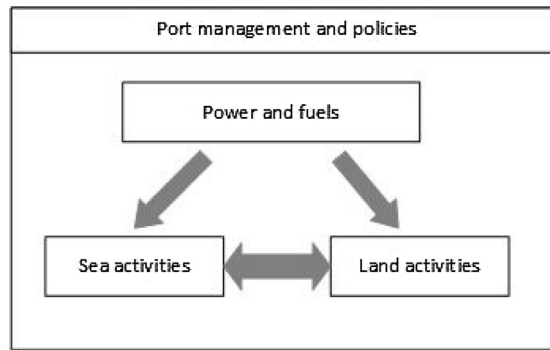 Port management and policies
Power and fuels
Sea activities
Land activities